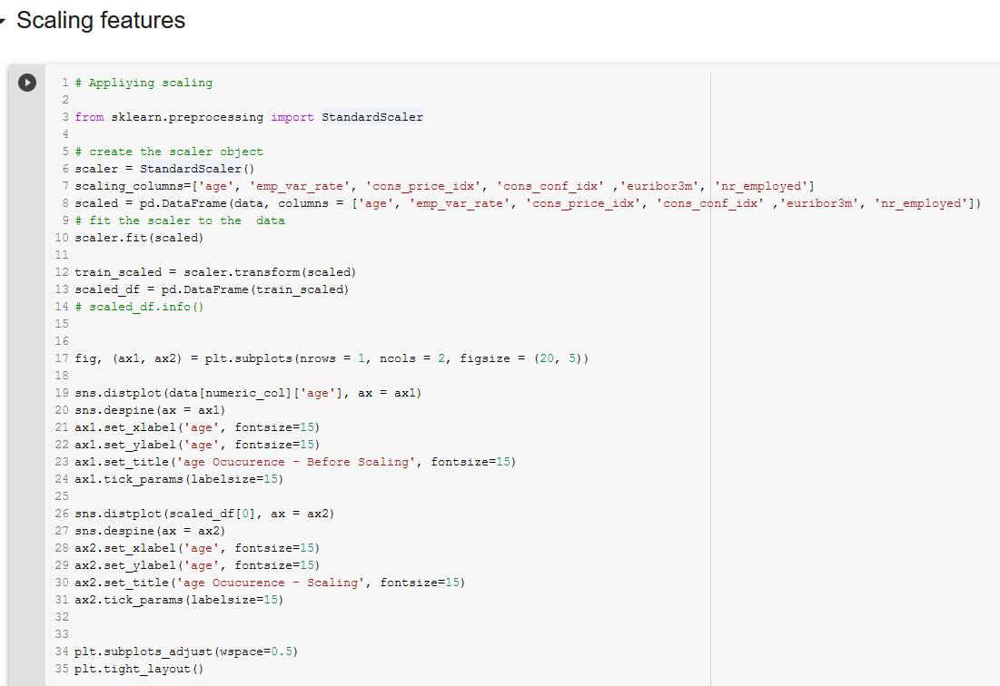 Scaling features
1 # Appliying scaling
2
3 from sklearn.preprocessing import StandardScaler
4
5 # create the scaler object
6 scaler = StandardScaler()
7 scaling_columns=['age', 'emp_var_rate', 'cons_price_idx', 'cons_conf_idx' ,'euribor3m', 'nr_employed']
8 scaled = pd.DataFrame(data, columns = ['age', 'emp_var_rate', 'cons_price_idx', 'cons_conf_idx' ,'euribor3m', 'nr_employed'])
9 # fit the scaler to the  data
10 scaler.fit(scaled)
11
12 train_scaled = scaler.transform(scaled)
13 scaled_df = pd.DataFrame(train_scaled)
14 # scaled_df.info()
15
16
17 fig, (ax1, ax2) = plt.subplots(nrows = 1, ncols = 2, figsize = (20, 5))
18
19 sns.distplot(data[numeric_col]['age'], ax = ax1)
20 sns.despine(ax = ax1)
21 ax1.set_xlabel('age', fontsize=15)
22 ax1.set_ylabel('age', fontsize=15)
23 ax1.set_title('age Ocucurence - Before Scaling', fontsize=15)
24 ax1.tick_params(labelsize=15)
25
26 sns.distplot(scaled_df[0], ax = ax2)
27 sns.despine(ax = ax2)
28 ax2.set_xlabel('age', fontsize=15)
29 ax2.set_ylabel('age', fontsize=15)
30 ax2.set_title('age Ocucurence - Scaling', fontsize=15)
31 ax2.tick_params(labelsize=15)
32
33
34 plt.subplots_adjust(wspace=0.5)
35 plt.tight_layout()